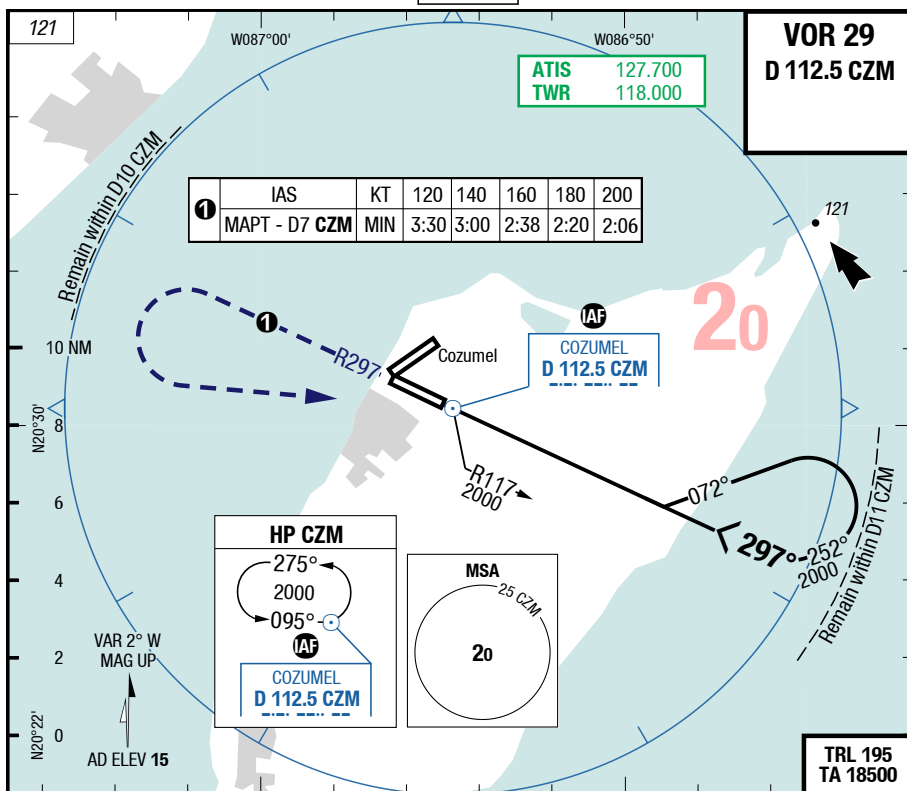 121
W087°00'
W086°50'
VOR 29
D 112.5 CZM
ATIS 127.700
TWR 118.000
Remain within D10 CZM
1 IAS KT 120 140 160 180 200
MAPT - D7 CZM MIN 3:30 3:00 2:38 2:20 2:06
121
1
IAF
20
COZUMEL
D 112.5 CZM
10 NM
R297
Cozumel
N20°30'
8
R117
2000
072°
6
297°
252°
2000
Remain within D11 CZM
HP CZM
275°
2000
095°
IAF
COZUMEL
D 112.5 CZM
MSA
25 CZM
20
4
VAR 2° W
MAG UP
2
N20°22'
0
AD ELEV 15
TRL 195
TA 18500